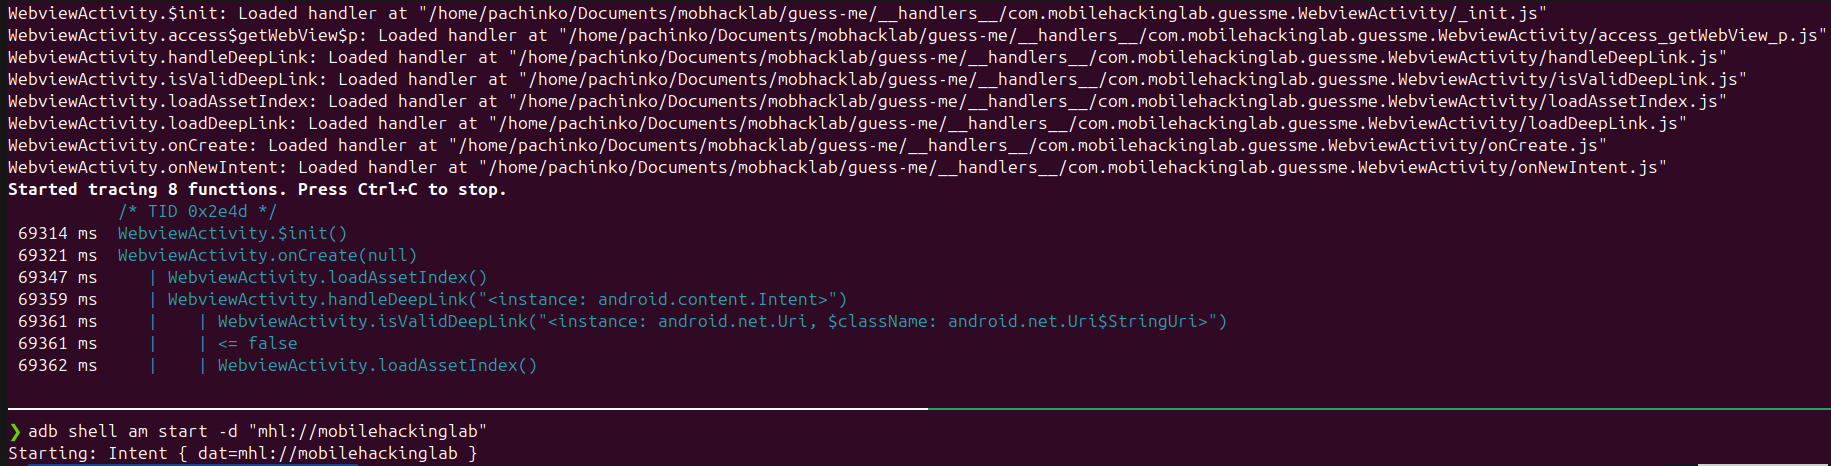 WebviewActivity.$init: Loaded handler at "/home/pachinko/Documents/mobhacklab/guess-me/__handlers__/com.mobilehackinglab.guessme.WebviewActivity/_init.js"
WebviewActivity.access$getWebView$p: Loaded handler at "/home/pachinko/Documents/mobhacklab/guess-me/__handlers__/com.mobilehackinglab.guessme.WebviewActivity/access_getWebView_p.js"
WebviewActivity.handleDeepLink: Loaded handler at "/home/pachinko/Documents/mobhacklab/guess-me/__handlers__/com.mobilehackinglab.guessme.WebviewActivity/handleDeepLink.js"
WebviewActivity.isValidDeepLink: Loaded handler at "/home/pachinko/Documents/mobhacklab/guess-me/__handlers__/com.mobilehackinglab.guessme.WebviewActivity/isValidDeepLink.js"
WebviewActivity.loadAssetIndex: Loaded handler at "/home/pachinko/Documents/mobhacklab/guess-me/__handlers__/com.mobilehackinglab.guessme.WebviewActivity/loadAssetIndex.js"
WebviewActivity.loadDeepLink: Loaded handler at "/home/pachinko/Documents/mobhacklab/guess-me/__handlers__/com.mobilehackinglab.guessme.WebviewActivity/loadDeepLink.js"
WebviewActivity.onCreate: Loaded handler at "/home/pachinko/Documents/mobhacklab/guess-me/__handlers__/com.mobilehackinglab.guessme.WebviewActivity/onCreate.js"
WebviewActivity.onNewIntent: Loaded handler at "/home/pachinko/Documents/mobhacklab/guess-me/__handlers__/com.mobilehackinglab.guessme.WebviewActivity/onNewIntent.js"
Started tracing 8 functions. Press Ctrl+C to stop.
/* TID 0x2e4d */
69314 ms  WebviewActivity.$init()
69321 ms  WebviewActivity.onCreate(null)
69347 ms     | WebviewActivity.loadAssetIndex()
69359 ms     | WebviewActivity.handleDeepLink("<instance: android.content.Intent>")
69361 ms     |    | WebviewActivity.isValidDeepLink("<instance: android.net.Uri, $className: android.net.Uri$StringUri>")
69361 ms     |    | <= false
69362 ms     |    | WebviewActivity.loadAssetIndex()
❯ adb shell am start -d "mhl://mobilehackinglab"
Starting: Intent { dat=mhl://mobilehackinglab }